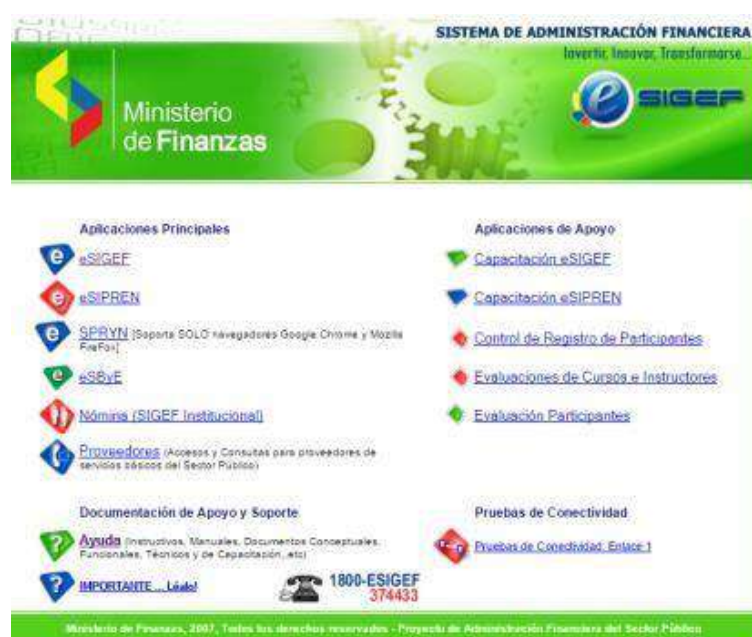 SISTEMA DE ADMINISTRACIÓN FINANCIERA
Invertir, Innovar, Transformarse...
Ministerio
de Finanzas
e SIGEF
Aplicaciones Principales
eSIGEF
eSIPREN
SPRYN (Soporta SOLO navegadores Google Chrome y Mozilla
FireFox)
eSByE
Nómina (SIGEF Institucional)
Proveedores (Accesos y Consultas para proveedores de
servicios básicos del Sector Público)
Aplicaciones de Apoyo
Capacitación eSIGEF
Capacitación eSIPREN
Control de Registro de Participantes
Evaluaciones de Cursos e Instructores
Evaluación Participantes
Documentación de Apoyo y Soporte
Ayuda (Instructivos, Manuales, Documentos Conceptuales,
Funcionales, Técnicos y de Capacitación, etc)
IMPORTANTE ... Léalo!
1800-ESIGEF
374433
Pruebas de Conectividad
Pruebas de Conectividad: Enlace 1
Ministerio de Finanzas, 2007, Todos los derechos reservados - Proyecto de Administración Financiera del Sector Público